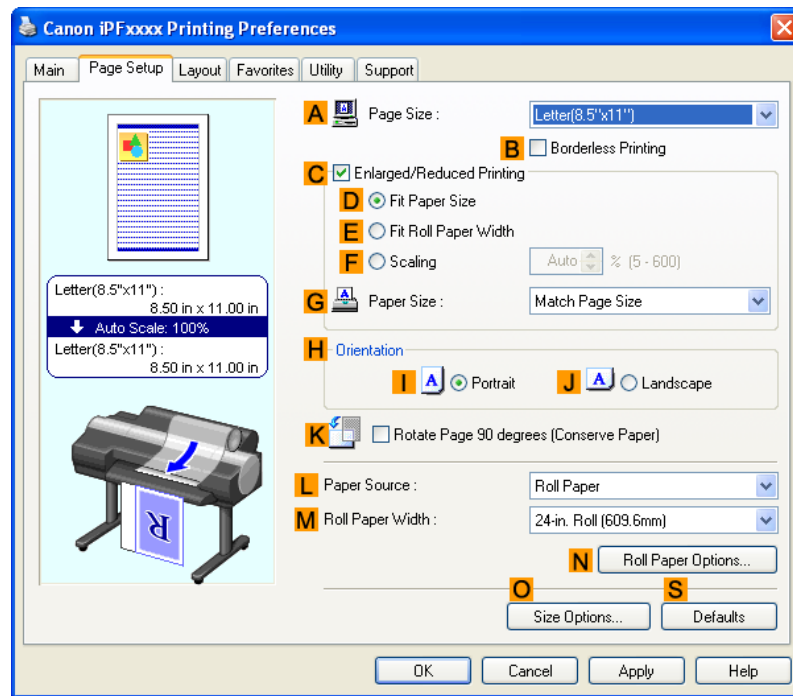 Canon iPFxxxx Printing Preferences
Main Page Setup Layout Favorites Utility Support
A Page Size : Letter(8.5"x11")
B Borderless Printing
C Enlarged/Reduced Printing
D Fit Paper Size
E Fit Roll Paper Width
F Scaling Auto % (5 - 600)
G Paper Size : Match Page Size
Letter(8.5"x11") :
8.50 in x 11.00 in
Auto Scale: 100%
Letter(8.5"x11") :
8.50 in x 11.00 in
H Orientation
I A Portrait J A Landscape
K Rotate Page 90 degrees (Conserve Paper)
L Paper Source : Roll Paper
M Roll Paper Width : 24-in. Roll (609.6mm)
R
N Roll Paper Options...
O S
Size Options... Defaults
OK Cancel Apply Help